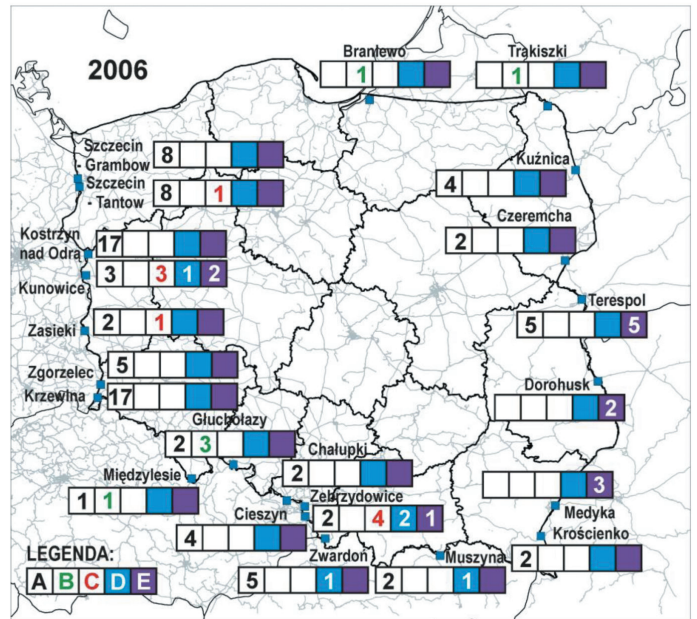 2006
Braniewo
1
Trakiszki
1
Szczecin
- Grambow
8
Szczecin
- Tantow
8 1
Kuźnica
4
Czeremcha
2
Kostrzyn
nad Odrą
17
Kunowice
3 3 1 2
Terespol
5 5
Zasieki
2 1
Zgorzelec
5
Krzewina
17
Dorohusk
2
Głuchołazy
2 3
Chałupki
2
Międzylesie
1 1
Medyka
3
Zebrzydowice
2 4 2 1
Cieszyn
4
Krościenko
2
Zwardoń
5 1
Muszyna
2 1
LEGENDA:
A B C D E